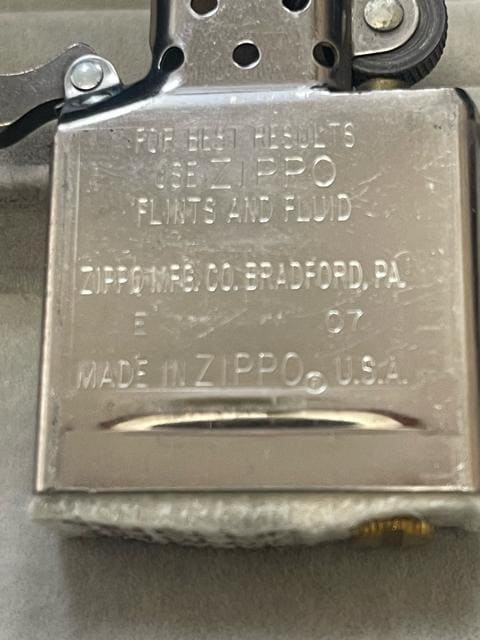 FOR BEST RESULTS
USE ZIPPO
FLINTS AND FLUID
ZIPPO MFG. CO. BRADFORD, PA.
E 07
MADE IN ZIPPO® U.S.A.